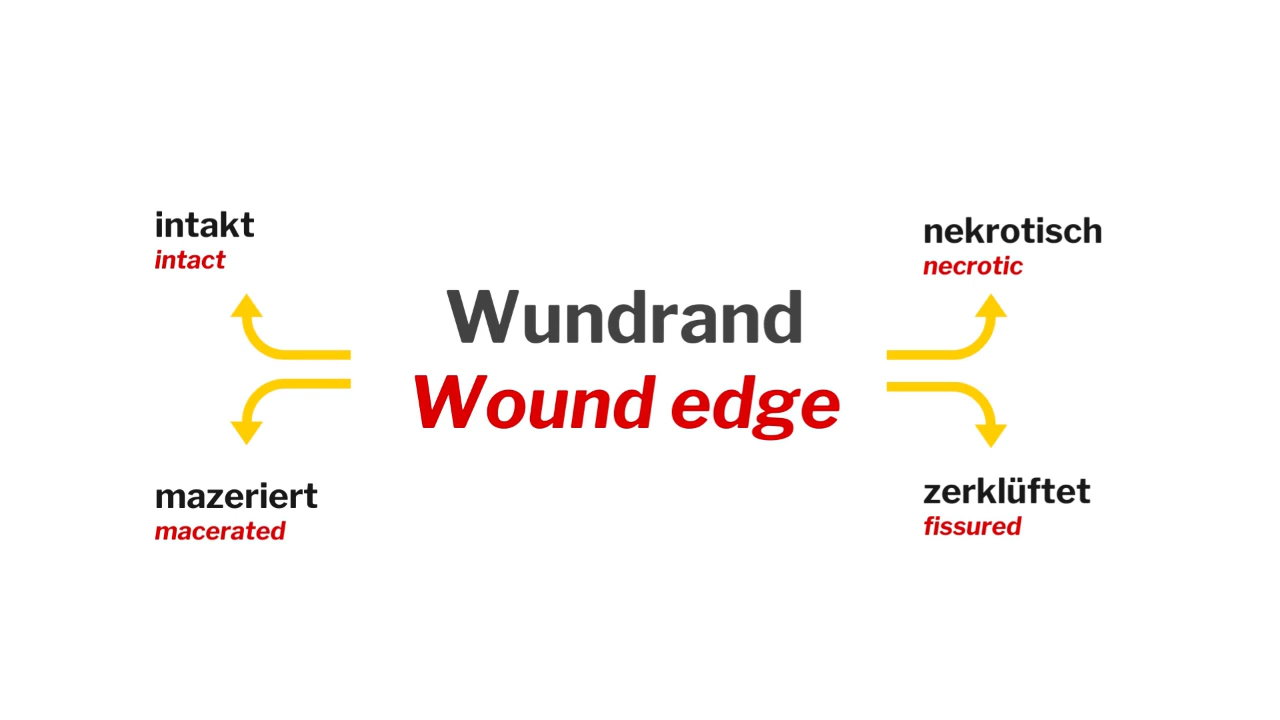 intakt
intact
nekrotisch
necrotic
Wundrand
Wound edge
mazeriert
macerated
zerklüftet
fissured